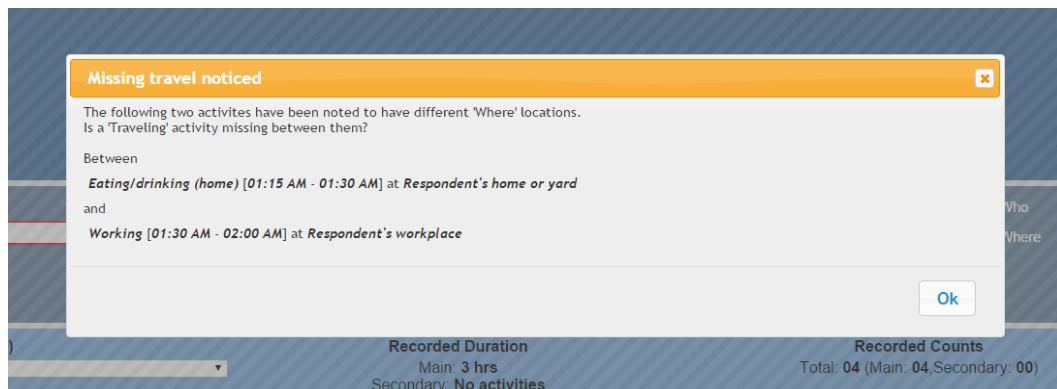 Missing travel noticed
The following two activites have been noted to have different 'Where' locations.
Is a 'Traveling' activity missing between them?
Between
Eating/drinking (home) [01:15 AM - 01:30 AM] at Respondent's home or yard
and
Working [01:30 AM - 02:00 AM] at Respondent's workplace
Who
Where
Ok
)
Recorded Duration
Recorded Counts
Main: 3 hrs
Total: 04 (Main: 04,Secondary: 00)
Secondary: No activities